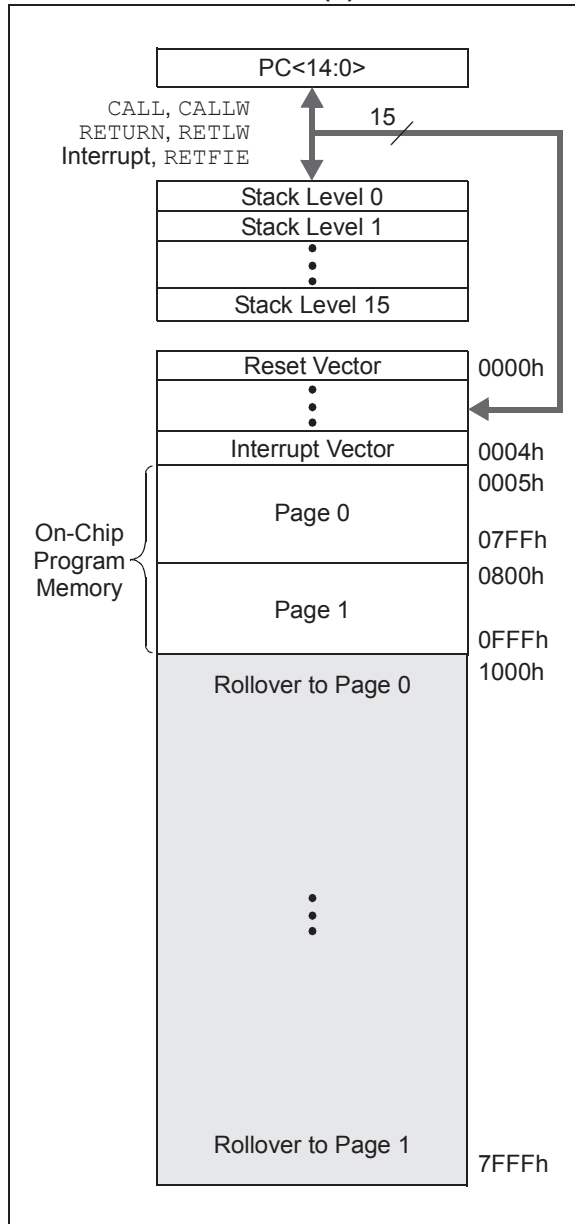 PC<14:0>
CALL, CALLW
RETURN, RETLW
Interrupt, RETFIE
15
Stack Level 0
Stack Level 1
Stack Level 15
Reset Vector
0000h
Interrupt Vector
0004h
0005h
Page 0
On-Chip
Program
Memory
07FFh
0800h
Page 1
0FFFh
1000h
Rollover to Page 0
Rollover to Page 1
7FFFh